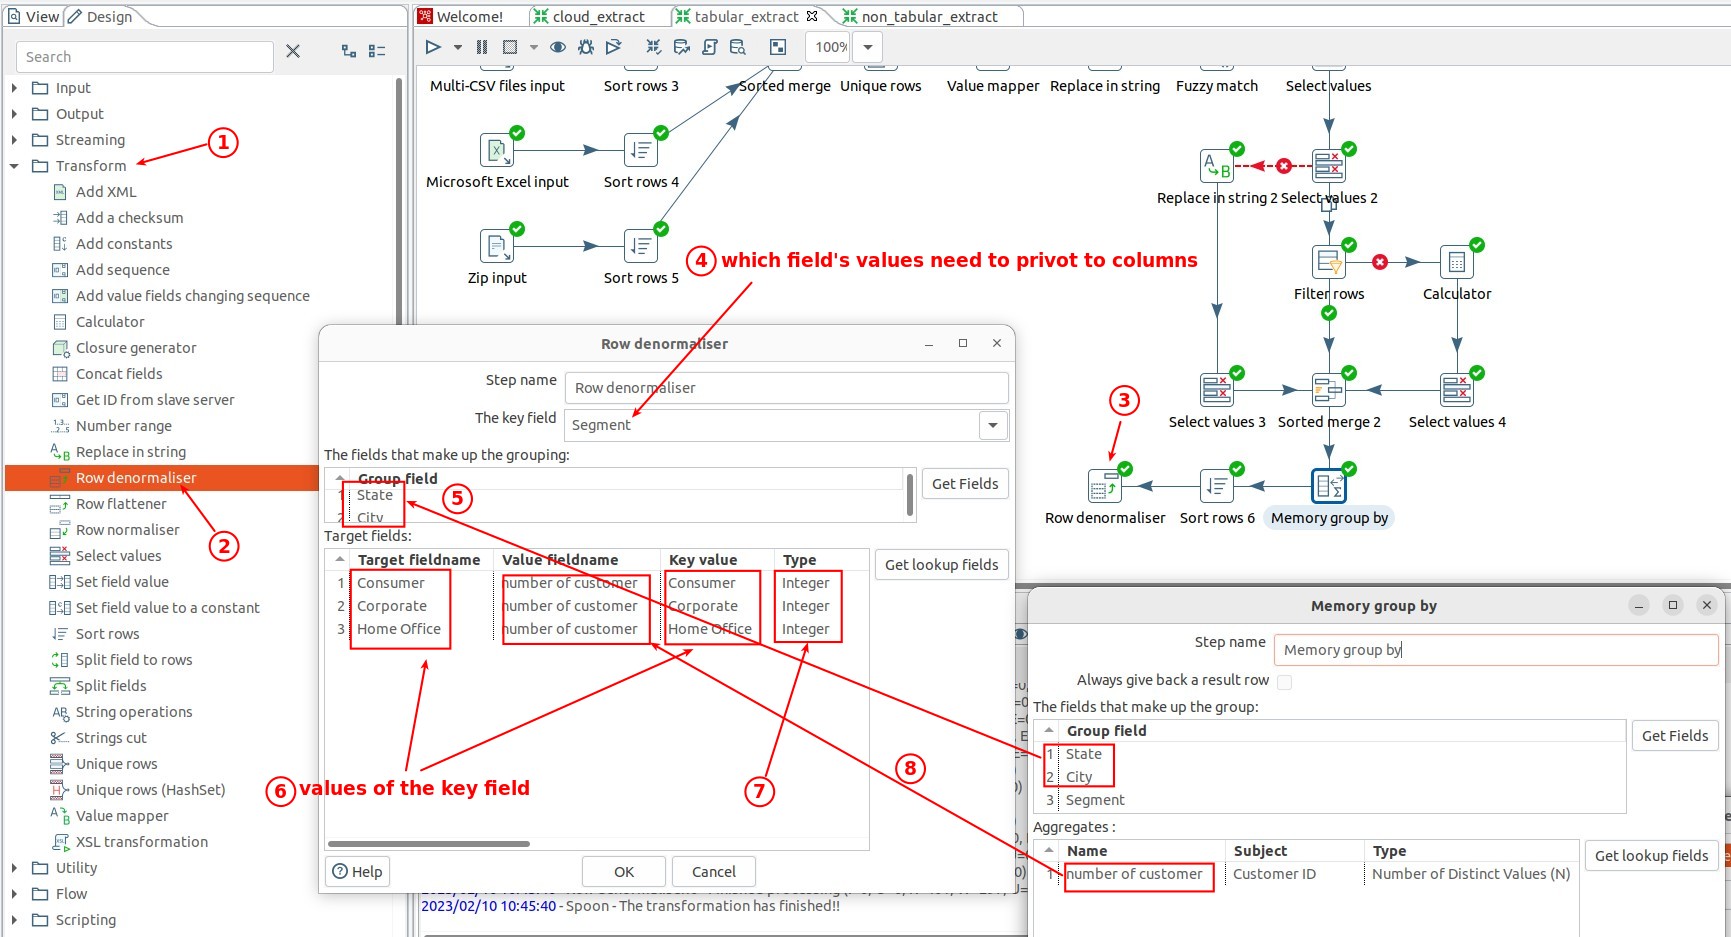 View Design
Search
Input
Output
Streaming
Transform
Add XML
Add a checksum
Add constants
Add sequence
Add value fields changing sequence
Calculator
Closure generator
Concat fields
Get ID from slave server
Number range
Replace in string
Row denormaliser
Row flattener
Row normaliser
Select values
Set field value
Set field value to a constant
Sort rows
Split field to rows
Split fields
String operations
Strings cut
Unique rows
Unique rows (HashSet)
Value mapper
XSL transformation
Utility
Flow
Scripting
1
2
Welcome! cloud_extract tabular_extract non_tabular_extract
100%
Multi-CSV files input Sort rows 3 Sorted merge Unique rows Value mapper Replace in string Fuzzy match Select values
Microsoft Excel input Sort rows 4
Replace in string 2 Select values 2
Zip input Sort rows 5
Filter rows Calculator
Select values 3 Sorted merge 2 Select values 4
Row denormaliser Sort rows 6 Memory group by
3
4 which field's values need to privot to columns
Row denormaliser
Step name Row denormaliser
The key field Segment
The fields that make up the grouping:
Group field
1 State
2 City
Get Fields
5
Target fields:
Target fieldname Value fieldname Key value Type
1 Consumer number of customer Consumer Integer
2 Corporate number of customer Corporate Integer
3 Home Office number of customer Home Office Integer
Get lookup fields
6 values of the key field
7
8
Help OK Cancel
2023/02/10 10:45:40 - Spoon - The transformation has finished!!
Memory group by
Step name Memory group by
Always give back a result row
The fields that make up the group:
Group field
1 State
2 City
3 Segment
Get Fields
Aggregates :
Name Subject Type
1 number of customer Customer ID Number of Distinct Values (N)
Get lookup fields